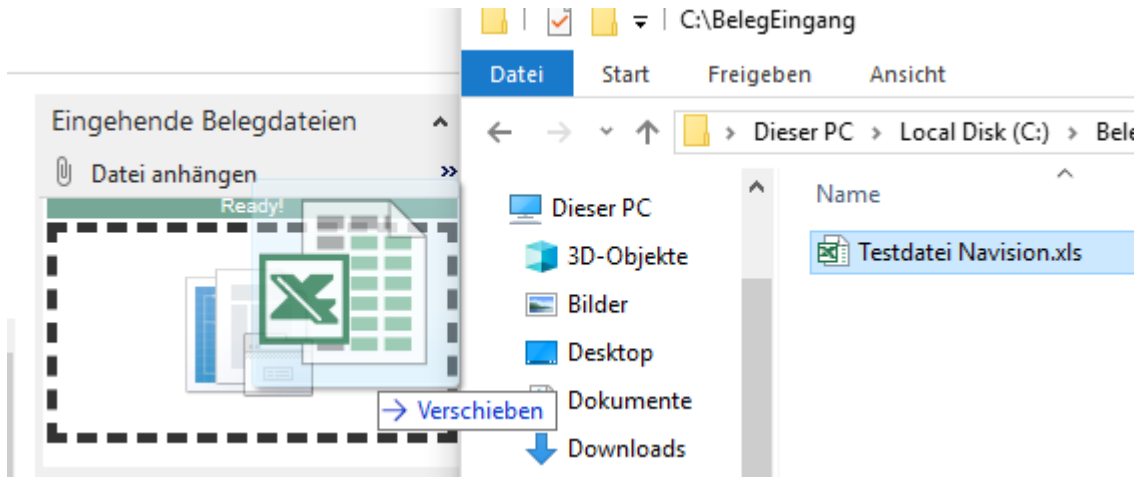 C:\BelegEingang
Datei Start Freigeben Ansicht
Eingehende Belegdateien
Dieser PC Local Disk (C:)
Datei anhängen
Ready!
Name
Dieser PC
Testdatei Navision.xls
3D-Objekte
Bilder
Desktop
Verschieben
Dokumente
Downloads